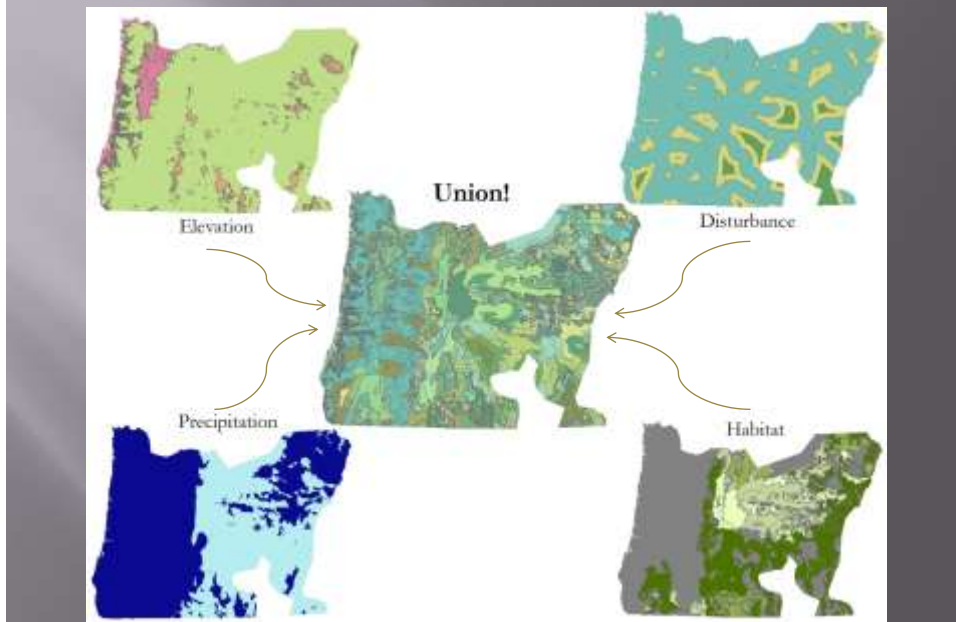 Union!
Elevation
Disturbance
Precipitation
Habitat